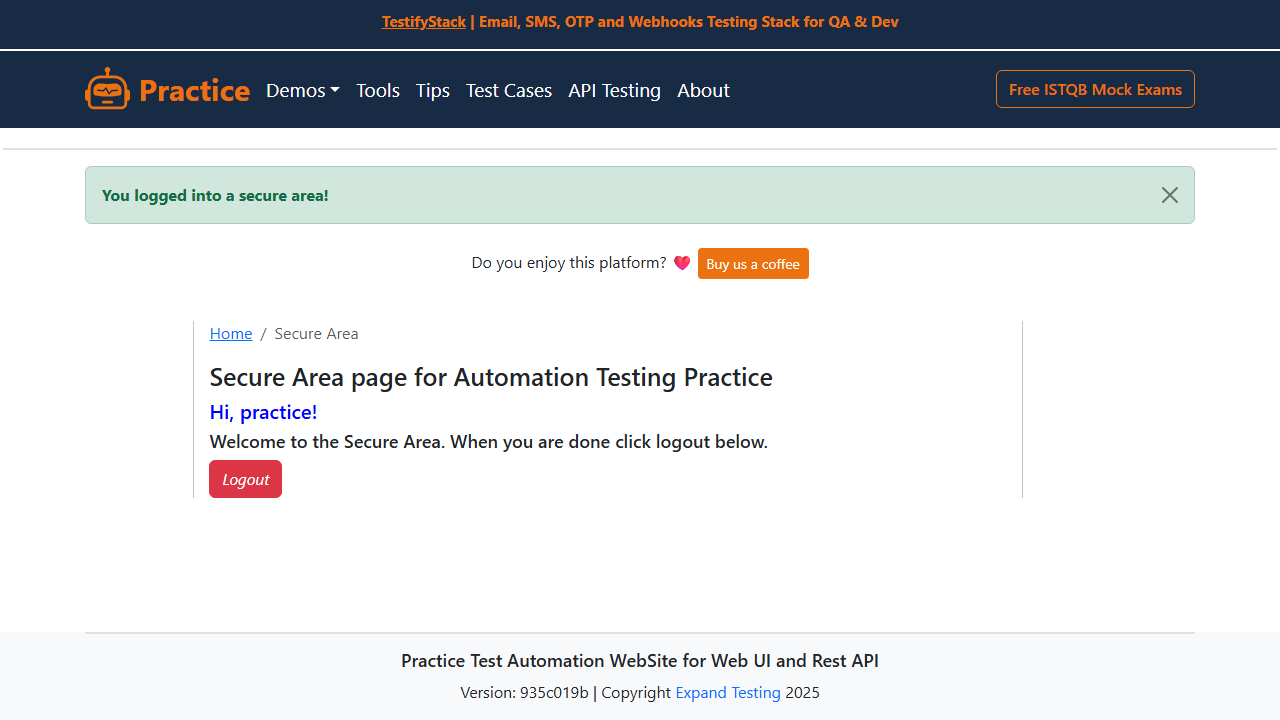 TestifyStack | Email, SMS, OTP and Webhooks Testing Stack for QA & Dev
Practice Demos Tools Tips Test Cases API Testing About Free ISTQB Mock Exams
You logged into a secure area!
Do you enjoy this platform? Buy us a coffee
Home / Secure Area
Secure Area page for Automation Testing Practice
Hi, practice!
Welcome to the Secure Area. When you are done click logout below.
Logout
Practice Test Automation WebSite for Web UI and Rest API
Version: 935c019b | Copyright Expand Testing 2025